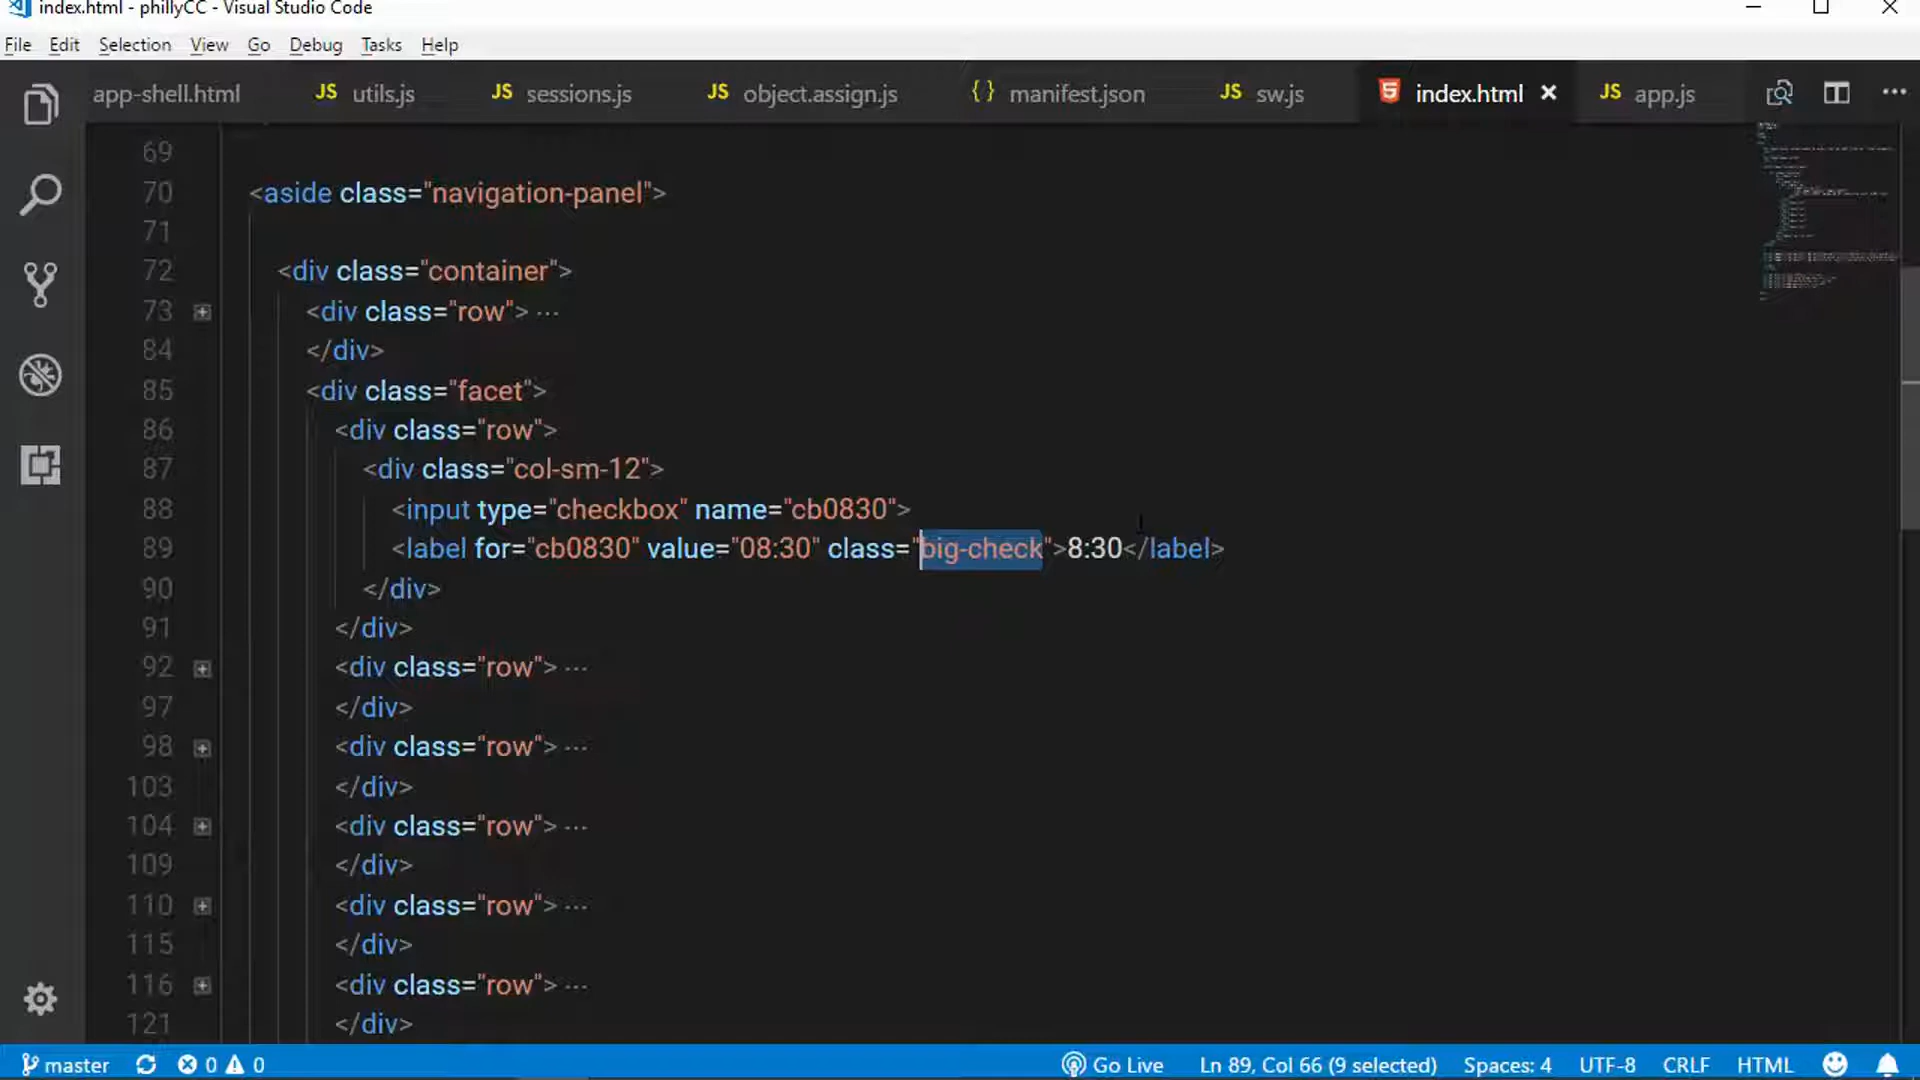 index.html - phillyCC - Visual Studio Code
File Edit Selection View Go Debug Tasks Help
app-shell.html JS utils.js JS sessions.js JS object.assign.js {} manifest.json JS sw.js 5 index.html JS app.js
69
70 <aside class="navigation-panel">
71
72 <div class="container">
73 <div class="row"> ...
84 </div>
85 <div class="facet">
86 <div class="row">
87 <div class="col-sm-12">
88 <input type="checkbox" name="cb0830">
89 <label for="cb0830" value="08:30" class="big-check">8:30</label>
90 </div>
91 </div>
92 <div class="row"> ...
97 </div>
98 <div class="row"> ...
103 </div>
104 <div class="row"> ...
109 </div>
110 <div class="row"> ...
115 </div>
116 <div class="row"> ...
121 </div>
master 0 0 Go Live Ln 89, Col 66 (9 selected) Spaces: 4 UTF-8 CRLF HTML